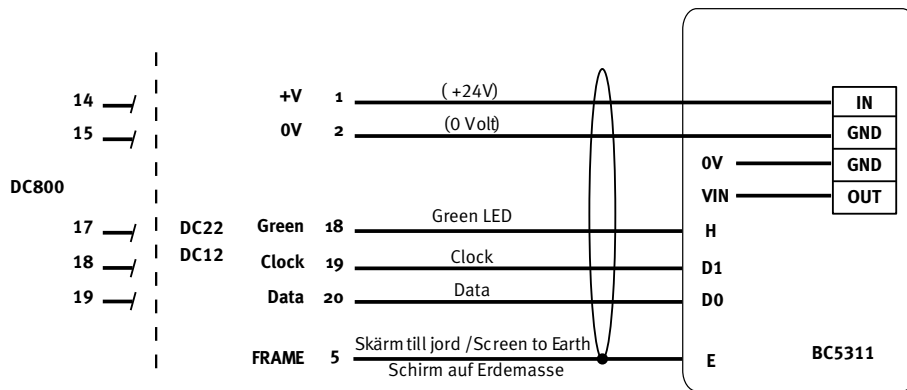 14 +V 1 ( +24V) IN
15 0V 2 (0 Volt) GND
0V GND
DC800
VIN OUT
17 DC22 Green 18 Green LED H
18 DC12 Clock 19 Clock D1
19 Data 20 Data D0
FRAME 5 Skärm till jord /Screen to Earth E
Schirm auf Erdemasse
BC5311